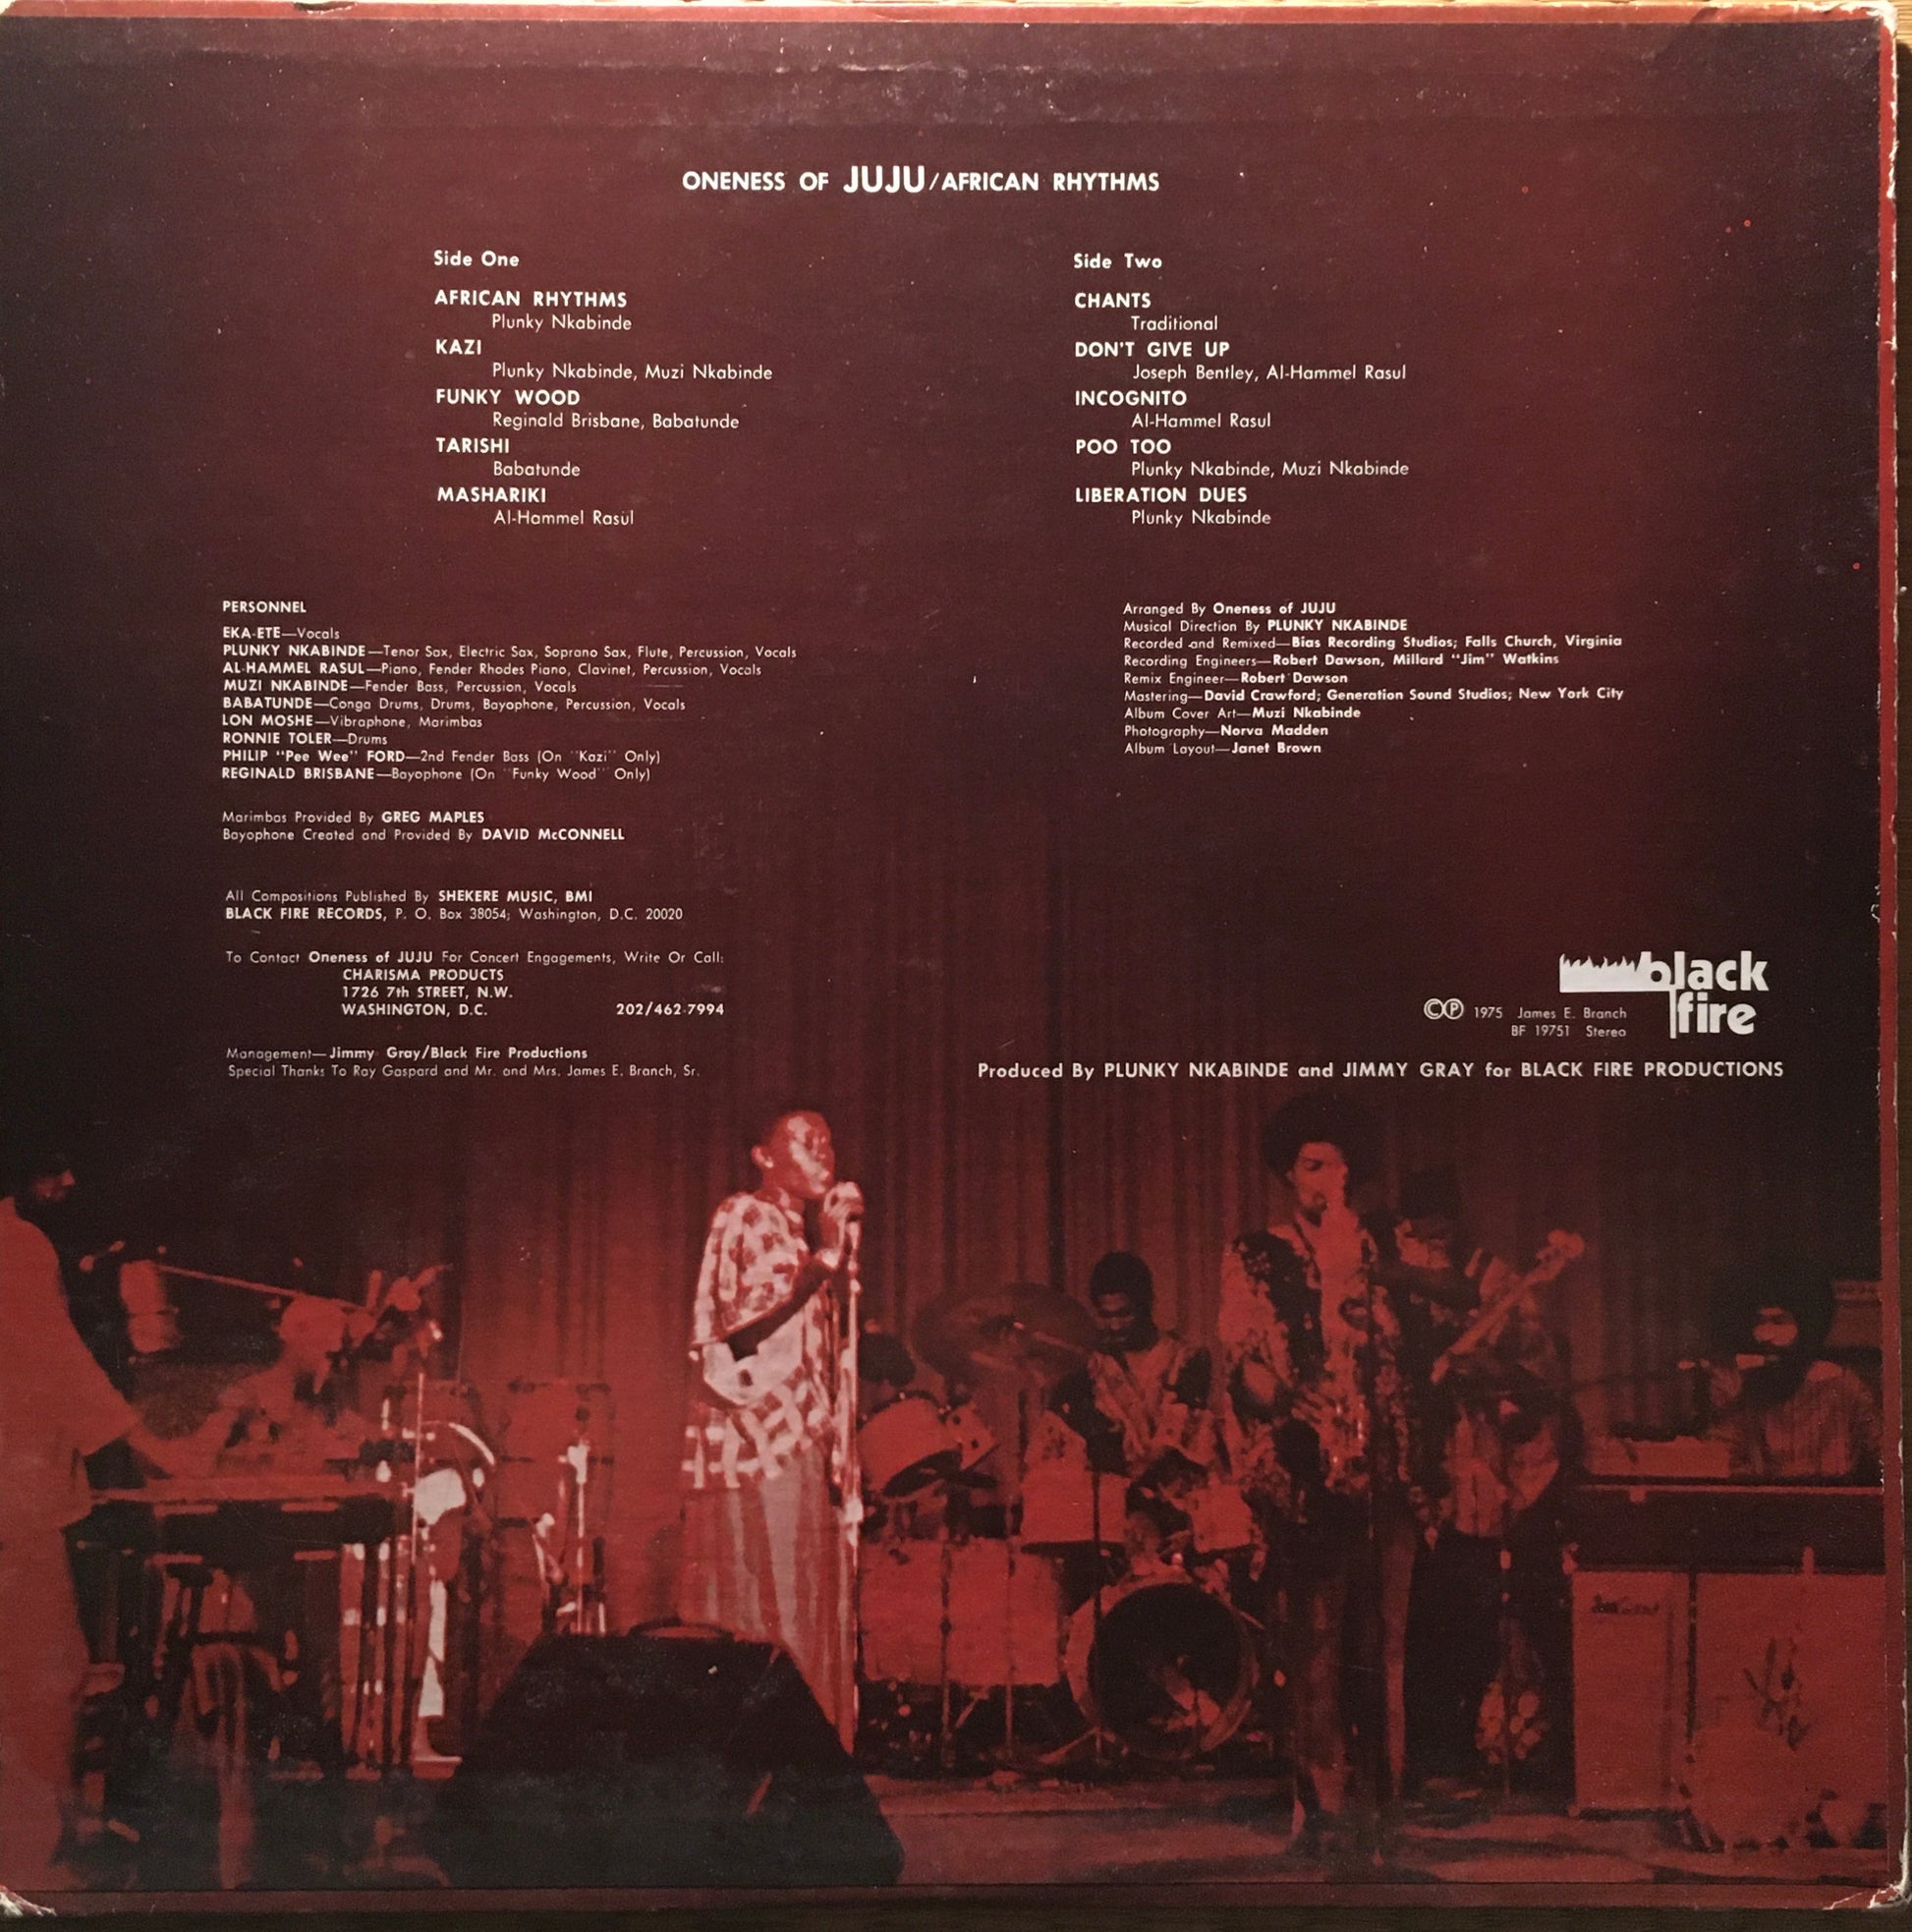 ONENESS OF JUJU/AFRICAN RHYTHMS
Side One
AFRICAN RHYTHMS
Plunky Nkabinde
KAZI
Plunky Nkabinde, Muzi Nkabinde
FUNKY WOOD
Reginald Brisbane, Babatunde
TARISHI
Babatunde
MASHARIKI
Al-Hammel Rasul
Side Two
CHANTS
Traditional
DON'T GIVE UP
Joseph Bentley, Al-Hammel Rasul
INCOGNITO
Al-Hammel Rasul
POO TOO
Plunky Nkabinde, Muzi Nkabinde
LIBERATION DUES
Plunky Nkabinde
PERSONNEL
EKA-ETE—Vocals
PLUNKY NKABINDE—Tenor Sax, Electric Sax, Soprano Sax, Flute, Percussion, Vocals
AL-HAMMEL RASUL—Piano, Fender Rhodes Piano, Clavinet, Percussion, Vocals
MUZI NKABINDE—Fender Bass, Percussion, Vocals
BABATUNDE—Conga Drums, Drums, Bayophone, Percussion, Vocals
LON MOSHE—Vibraphone, Marimbas
RONNIE TOLER—Drums
PHILIP "Pee Wee" FORD—2nd Fender Bass (On "Kazi" Only)
REGINALD BRISBANE—Bayophone (On "Funky Wood" Only)
Marimbas Provided By GREG MAPLES
Bayophone Created and Provided By DAVID McCONNELL
All Compositions Published By SHEKERE MUSIC, BMI
BLACK FIRE RECORDS, P. O. Box 38054; Washington, D.C. 20020
To Contact Oneness of JUJU For Concert Engagements, Write Or Call:
CHARISMA PRODUCTS
1726 7th STREET, N.W.
WASHINGTON, D.C. 202/462-7994
Management—Jimmy Gray/Black Fire Productions
Special Thanks To Ray Gaspard and Mr. and Mrs. James E. Branch, Sr.
Arranged By Oneness of JUJU
Musical Direction By PLUNKY NKABINDE
Recorded and Remixed—Bias Recording Studios; Falls Church, Virginia
Recording Engineers—Robert Dawson, Millard "Jim" Watkins
Remix Engineer—Robert Dawson
Mastering—David Crawford; Generation Sound Studios; New York City
Album Cover Art—Muzi Nkabinde
Photography—Norva Madden
Album Layout—Janet Brown
black
fire
©℗ 1975 James E. Branch
BF 19751 Stereo
Produced By PLUNKY NKABINDE and JIMMY GRAY for BLACK FIRE PRODUCTIONS